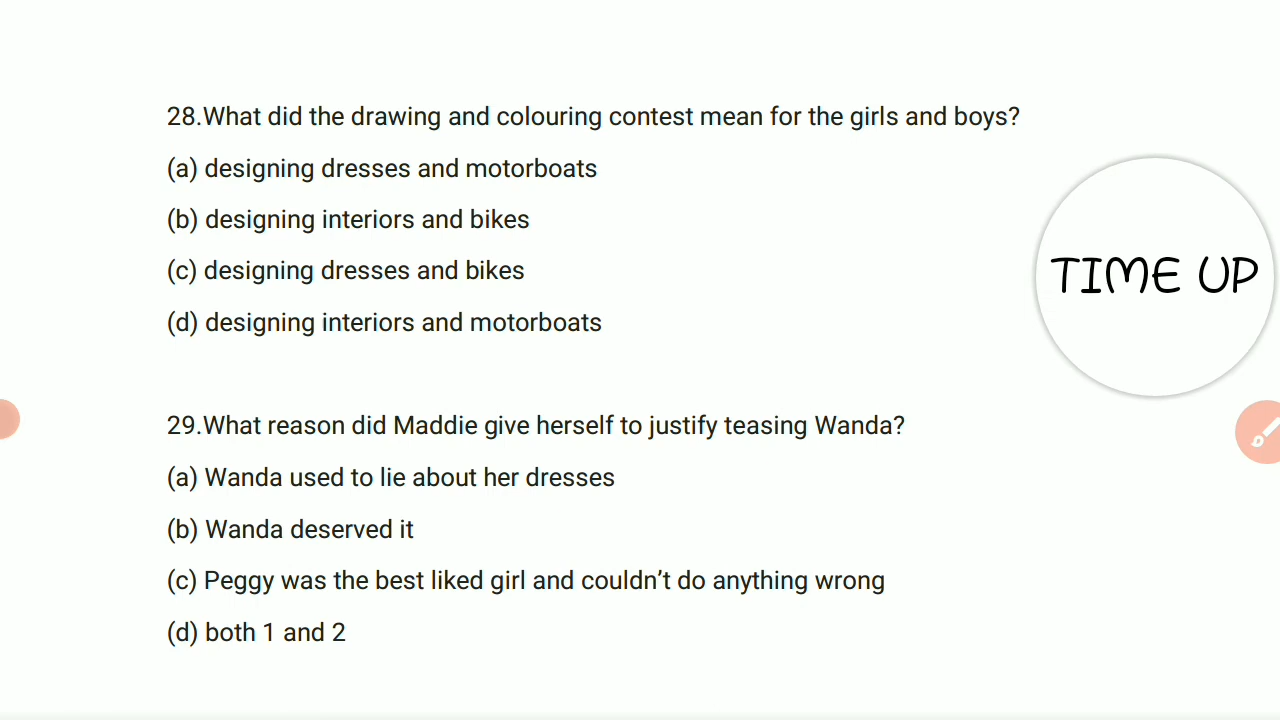 28.What did the drawing and colouring contest mean for the girls and boys?
(a) designing dresses and motorboats
(b) designing interiors and bikes
(c) designing dresses and bikes
(d) designing interiors and motorboats
TIME UP
29.What reason did Maddie give herself to justify teasing Wanda?
(a) Wanda used to lie about her dresses
(b) Wanda deserved it
(c) Peggy was the best liked girl and couldn’t do anything wrong
(d) both 1 and 2